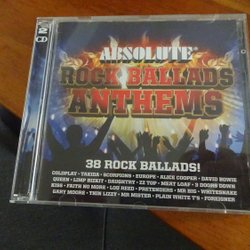 2
CD
ABSOLUTE
ROCK BALLADS
ANTHEMS
38 ROCK BALLADS!
COLDPLAY • TAKIDA • SCORPIONS • EUROPE • ALICE COOPER • DAVID BOWIE
QUEEN • LIMP BIZKIT • DAUGHTRY • ZZ TOP • MEAT LOAF • 3 DOORS DOWN
KISS • FAITH NO MORE • LOU REED • PRETENDERS • MR BIG • WHITESNAKE
GARY MOORE • THIN LIZZY • MR MISTER • PLAIN WHITE T'S • FOREIGNER